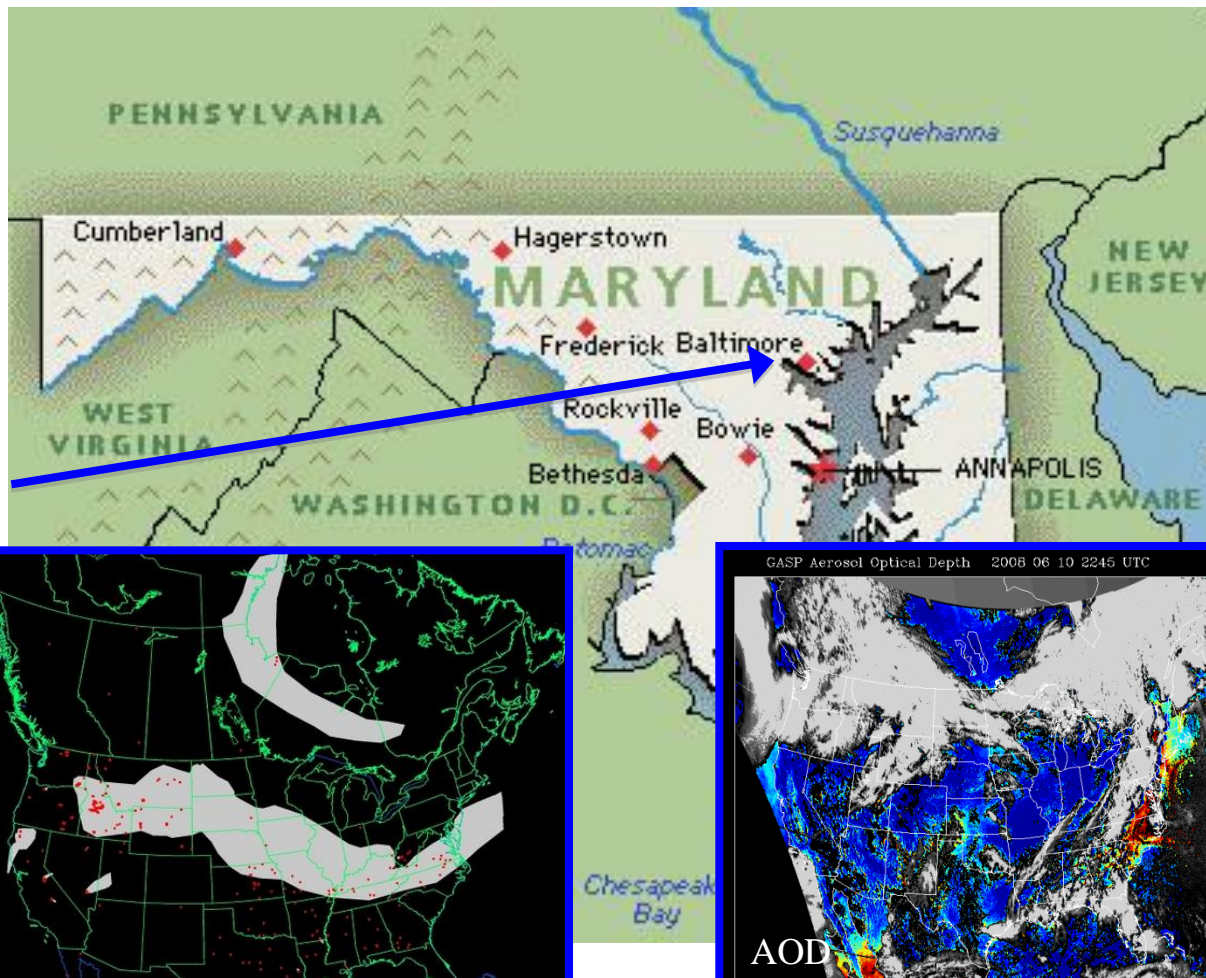 PENNSYLVANIA
Susquehanna
Cumberland
Hagerstown
NEW
JERSEY
MARYLAND
Frederick
Baltimore
WEST
VIRGINIA
Rockville
Bowie
Bethesda
ANNAPOLIS
WASHINGTON D.C.
DELAWARE
Potomac
GASP Aerosol Optical Depth 2008 06 10 2245 UTC
Chesapeak
Bay
AOD